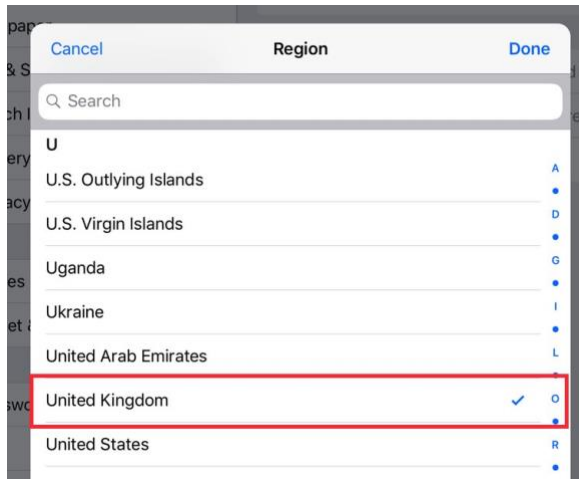 Cancel Region Done
Search
U
U.S. Outlying Islands
U.S. Virgin Islands
Uganda
Ukraine
United Arab Emirates
United Kingdom
United States
A
D
G
I
L
O
R